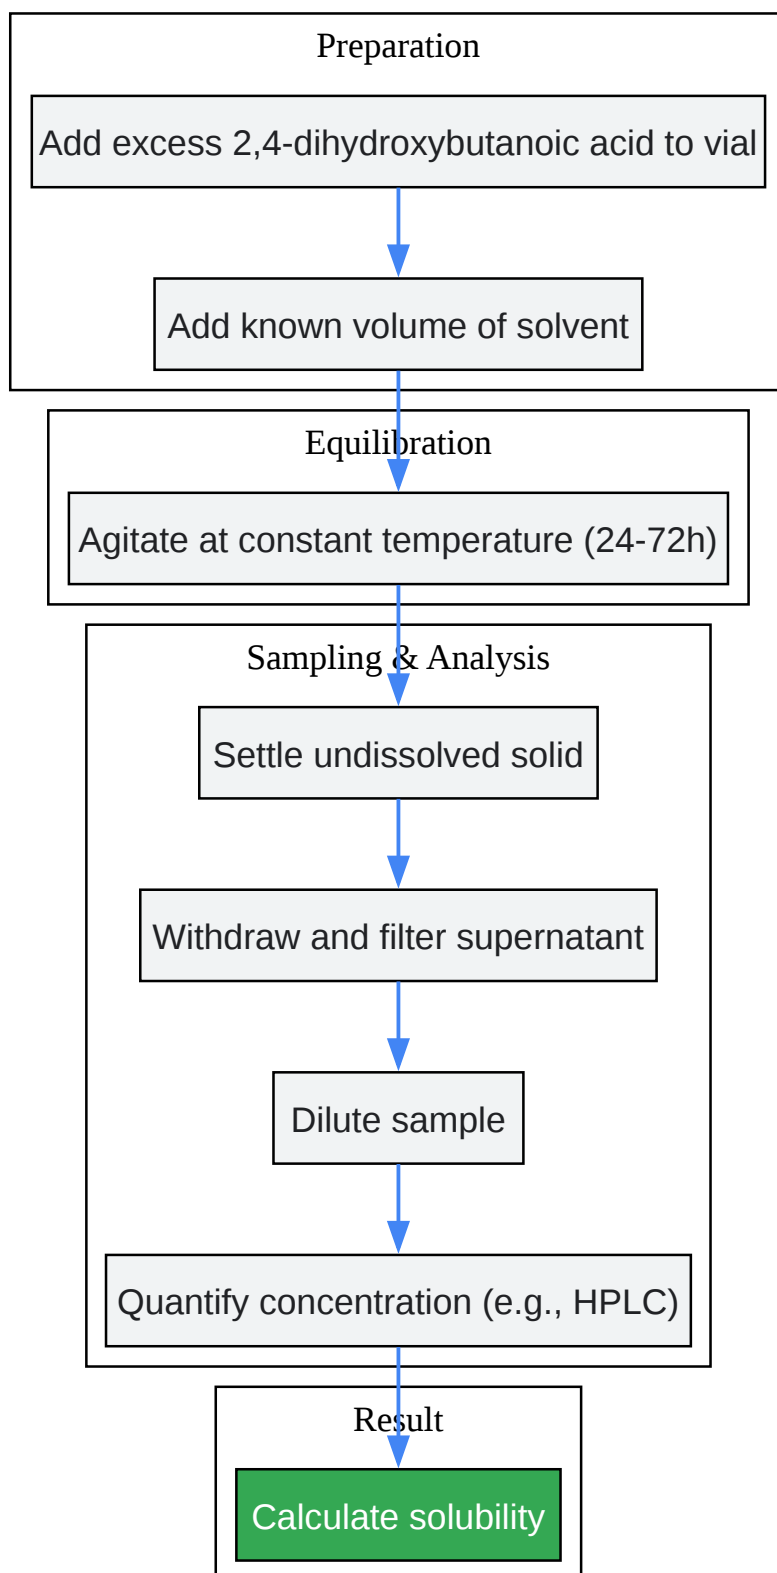 Preparation
Add excess 2,4-dihydroxybutanoic acid to vial
Add known volume of solvent
Equilibration
Agitate at constant temperature (24-72h)
Sampling & Analysis
Settle undissolved solid
Withdraw and filter supernatant
Dilute sample
Quantify concentration (e.g., HPLC)
Result
Calculate solubility